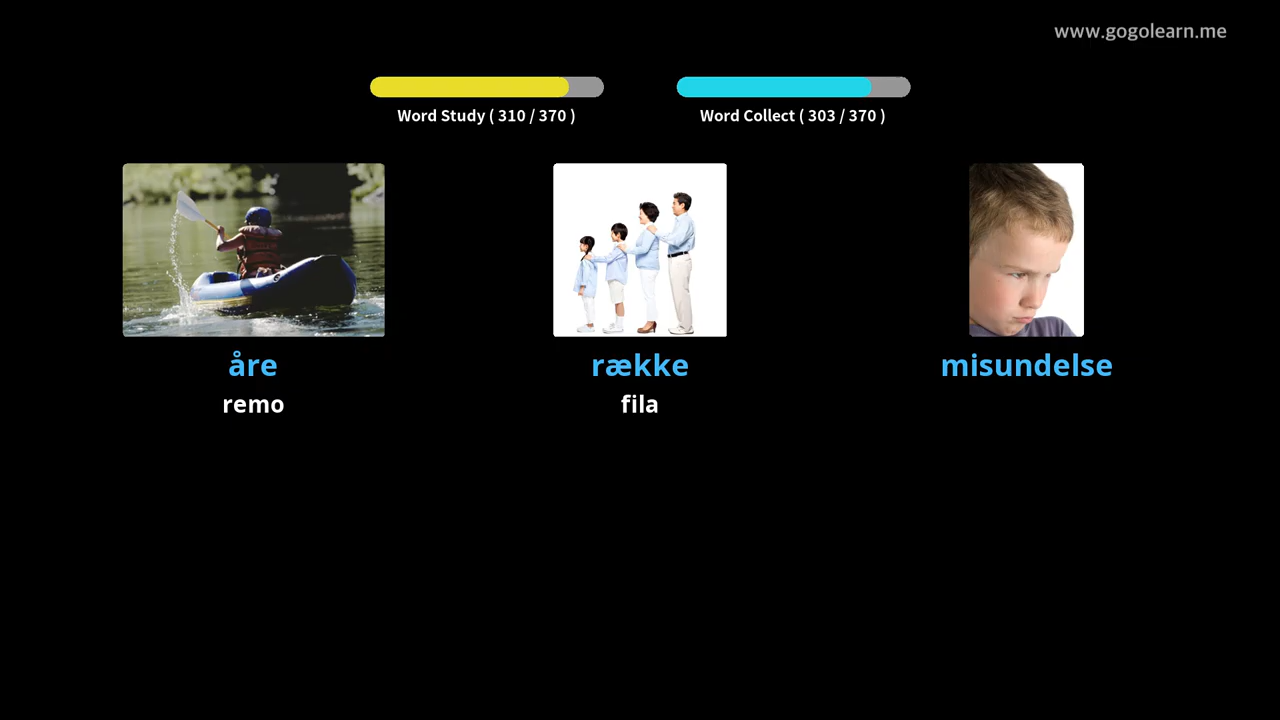 www.gogolearn.me
Word Study ( 310 / 370 )
Word Collect ( 303 / 370 )
åre
række
misundelse
remo
fila